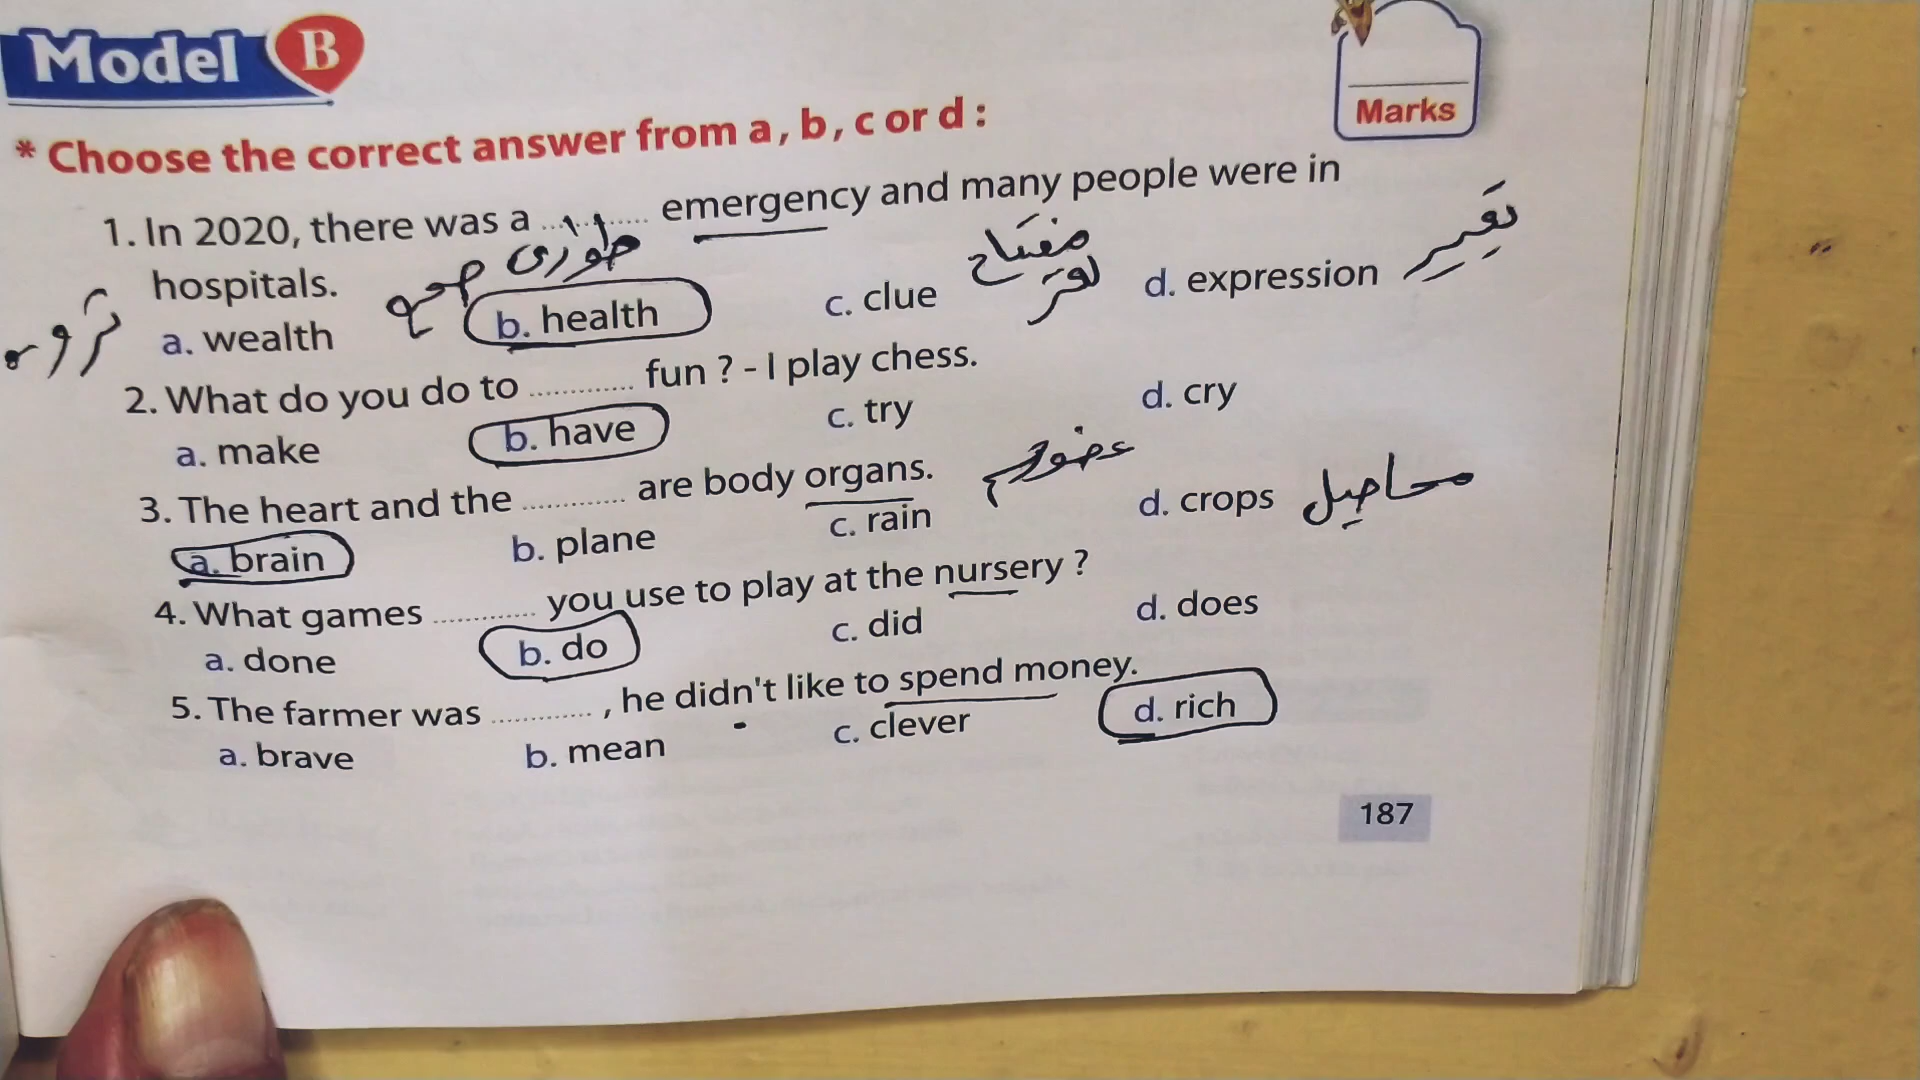 Model B
Marks
* Choose the correct answer from a, b, c or d :
1. In 2020, there was a ............ emergency and many people were in
hospitals.
ثروه
a. wealth
صحه
طوارئ
b. health
c. clue
مفتاح
لغز
d. expression
تعبير
2. What do you do to ............ fun ? - I play chess.
a. make b. have c. try d. cry
3. The heart and the ............ are body organs.
a. brain b. plane c. rain d. crops محاصيل
4. What games ............ you use to play at the nursery ?
a. done b. do c. did d. does
5. The farmer was ............ , he didn't like to spend money.
a. brave b. mean c. clever d. rich
187